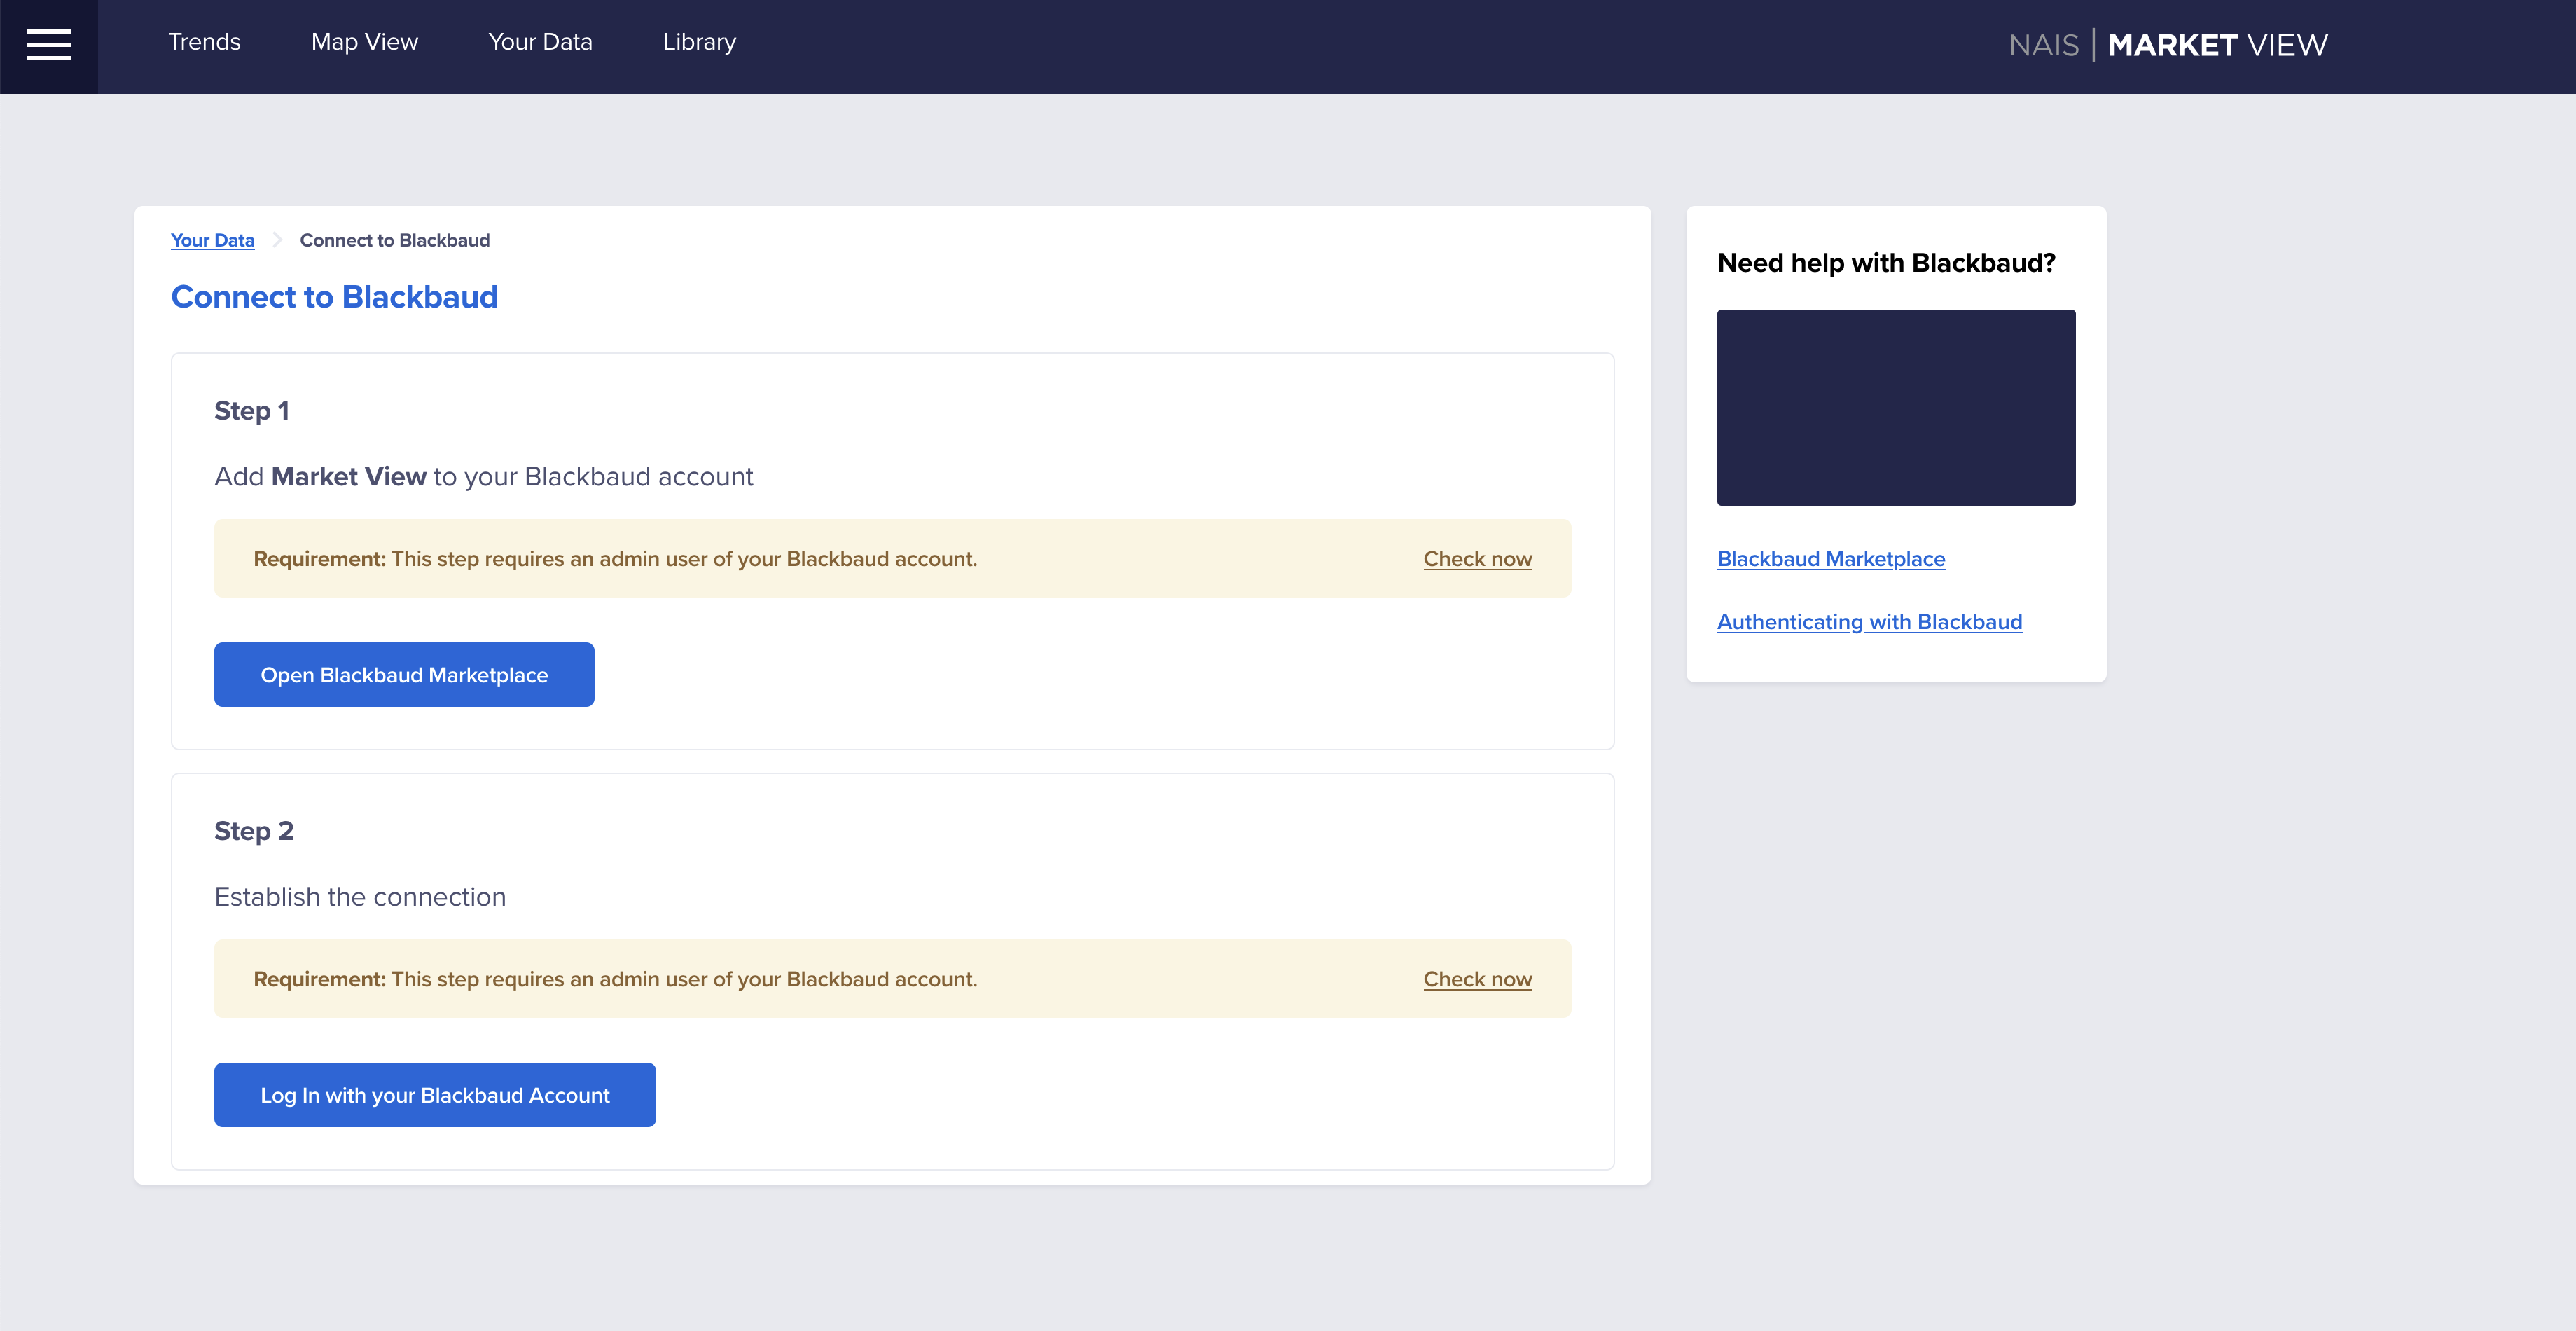 Trends
Map View
Your Data
Library
NAIS | MARKET VIEW
Your Data > Connect to Blackbaud
Connect to Blackbaud
Step 1
Add Market View to your Blackbaud account
Requirement: This step requires an admin user of your Blackbaud account.
Check now
Open Blackbaud Marketplace
Step 2
Establish the connection
Requirement: This step requires an admin user of your Blackbaud account.
Check now
Log In with your Blackbaud Account
Need help with Blackbaud?
Blackbaud Marketplace
Authenticating with Blackbaud